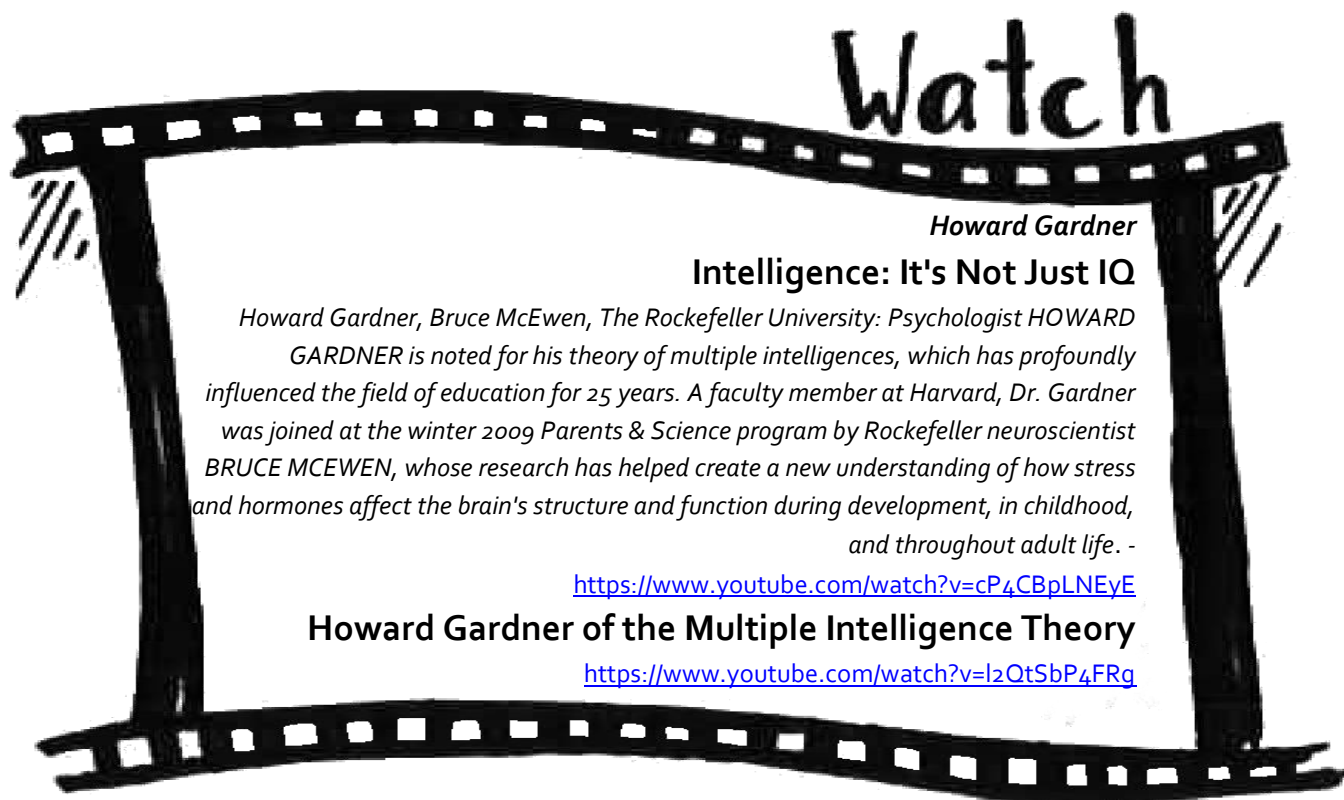 Watch
Howard Gardner
Intelligence: It's Not Just IQ
Howard Gardner, Bruce McEwen, The Rockefeller University: Psychologist HOWARD
GARDNER is noted for his theory of multiple intelligences, which has profoundly
influenced the field of education for 25 years. A faculty member at Harvard, Dr. Gardner
was joined at the winter 2009 Parents & Science program by Rockefeller neuroscientist
BRUCE MCEWEN, whose research has helped create a new understanding of how stress
and hormones affect the brain's structure and function during development, in childhood,
and throughout adult life. -
https://www.youtube.com/watch?v=cP4CBpLNEyE
Howard Gardner of the Multiple Intelligence Theory
https://www.youtube.com/watch?v=l2QtSbP4FRg